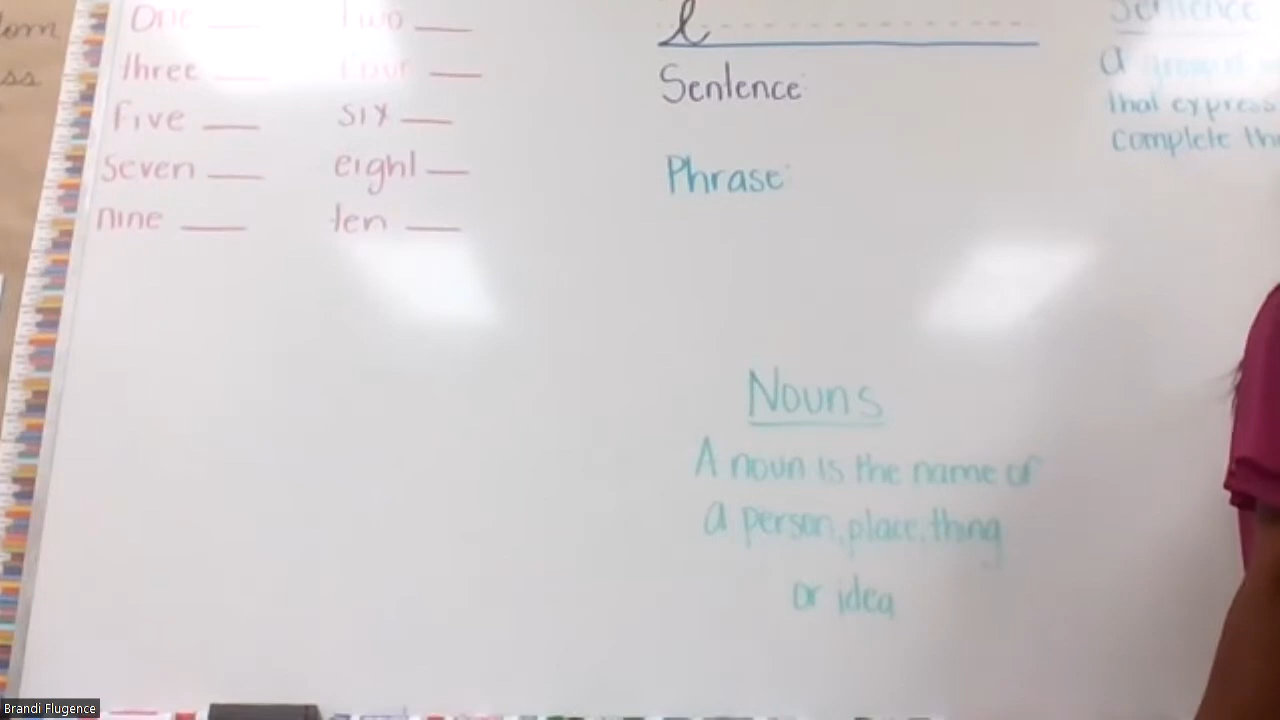 One ___ Two ___
three ___ four ___
five ___ six ___
seven ___ eight ___
nine ___ ten ___
l
Sentence:
Phrase:
Nouns
A noun is the name of
a person, place, thing
or idea
Sentence
a
that express
complete
Brandi Flugence